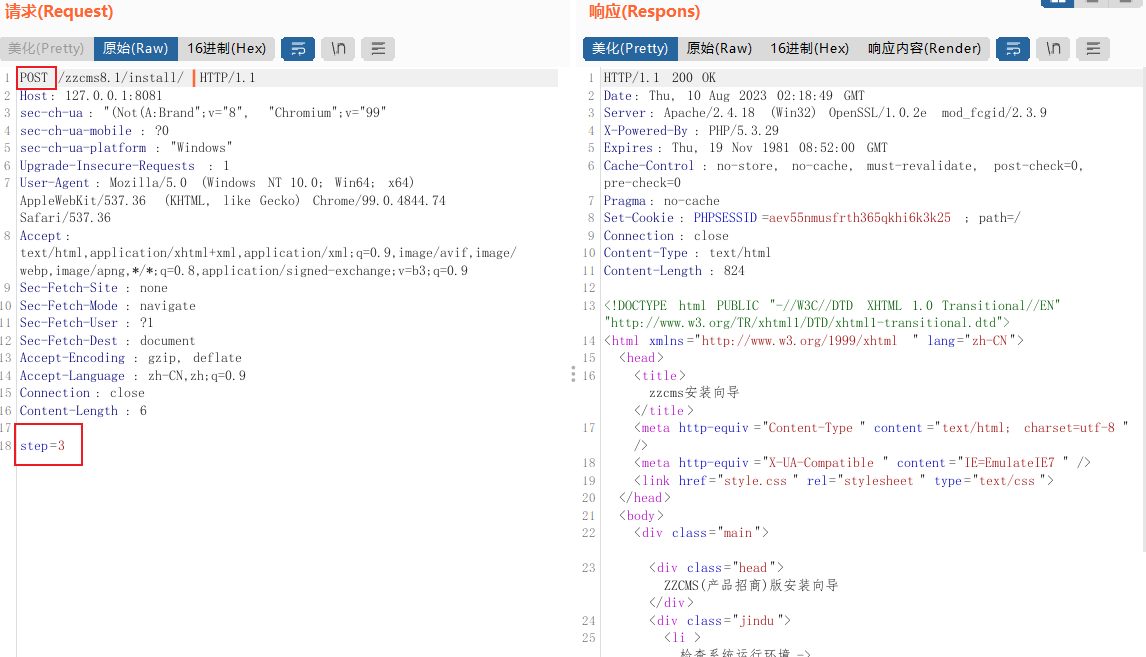 请求(Request)
美化(Pretty) 原始(Raw) 16进制(Hex) \n
1 POST /zzcms8.1/install/ HTTP/1.1
2 Host: 127.0.0.1:8081
3 sec-ch-ua: "(Not(A:Brand";v="8", "Chromium";v="99"
4 sec-ch-ua-mobile: ?0
5 sec-ch-ua-platform: "Windows"
6 Upgrade-Insecure-Requests: 1
7 User-Agent: Mozilla/5.0 (Windows NT 10.0; Win64; x64)
AppleWebKit/537.36 (KHTML, like Gecko) Chrome/99.0.4844.74
Safari/537.36
8 Accept:
text/html,application/xhtml+xml,application/xml;q=0.9,image/avif,image/
webp,image/apng,*/*;q=0.8,application/signed-exchange;v=b3;q=0.9
9 Sec-Fetch-Site: none
10 Sec-Fetch-Mode: navigate
11 Sec-Fetch-User: ?1
12 Sec-Fetch-Dest: document
13 Accept-Encoding: gzip, deflate
14 Accept-Language: zh-CN,zh;q=0.9
15 Connection: close
16 Content-Length: 6
17
18 step=3
响应(Respons)
美化(Pretty) 原始(Raw) 16进制(Hex) 响应内容(Render) \n
1 HTTP/1.1 200 OK
2 Date: Thu, 10 Aug 2023 02:18:49 GMT
3 Server: Apache/2.4.18 (Win32) OpenSSL/1.0.2e mod_fcgid/2.3.9
4 X-Powered-By: PHP/5.3.29
5 Expires: Thu, 19 Nov 1981 08:52:00 GMT
6 Cache-Control: no-store, no-cache, must-revalidate, post-check=0,
pre-check=0
7 Pragma: no-cache
8 Set-Cookie: PHPSESSID=aev55nmusfrth365qkhi6k3k25; path=/
9 Connection: close
10 Content-Type: text/html
11 Content-Length: 824
12
13 <!DOCTYPE html PUBLIC "-//W3C//DTD XHTML 1.0 Transitional//EN"
"http://www.w3.org/TR/xhtml1/DTD/xhtml1-transitional.dtd">
14 <html xmlns="http://www.w3.org/1999/xhtml" lang="zh-CN">
15 <head>
16 <title>
zzcms安装向导
</title>
17 <meta http-equiv="Content-Type" content="text/html; charset=utf-8"
/>
18 <meta http-equiv="X-UA-Compatible" content="IE=EmulateIE7" />
19 <link href="style.css" rel="stylesheet" type="text/css">
20 </head>
21 <body>
22 <div class="main">
23 <div class="head">
ZZCMS(产品招商)版安装向导
</div>
24 <div class="jindu">
25 <li >
检查系统运行环境 ->